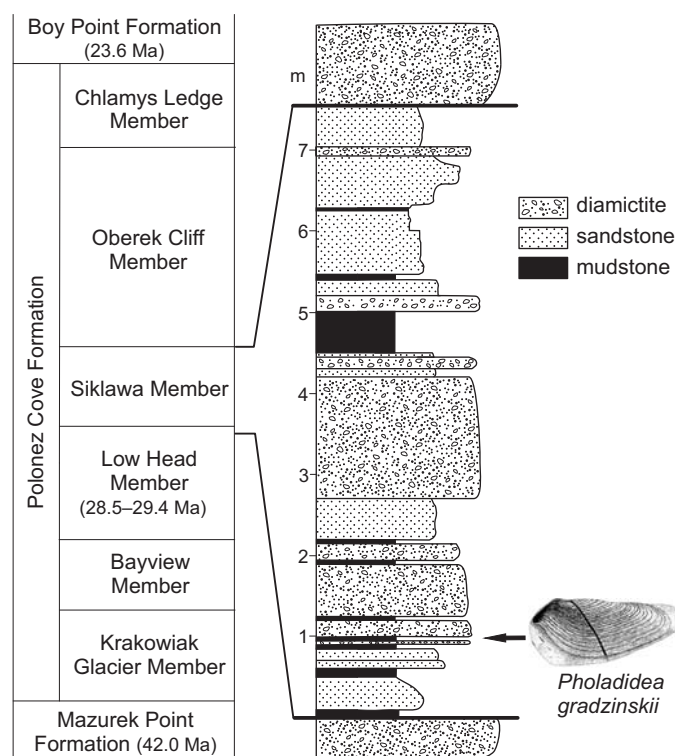 Boy Point Formation
(23.6 Ma)
Polonez Cove Formation
Chlamys Ledge
Member
Oberek Cliff
Member
Siklawa Member
Low Head
Member
(28.5–29.4 Ma)
Bayview
Member
Krakowiak
Glacier Member
Mazurek Point
Formation (42.0 Ma)
m
7
6
5
4
3
2
1
diamictite
sandstone
mudstone
Pholadidea
gradzinskii